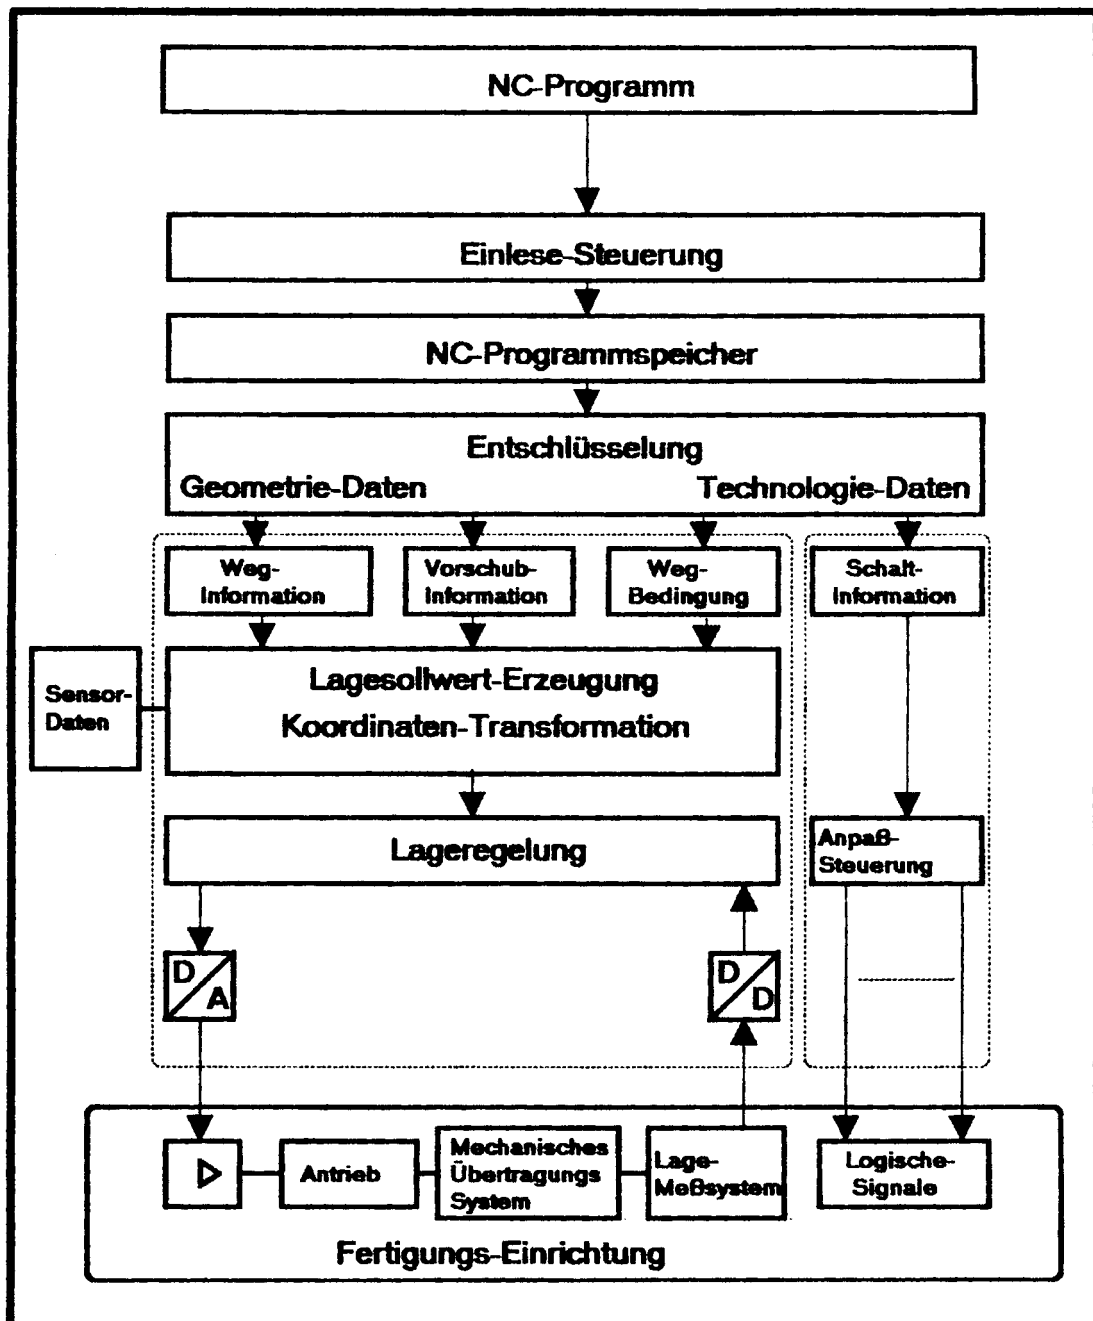 NC-Programm
Einlese-Steuerung
NC-Programmspeicher
Entschlüsselung
Geometrie-Daten
Technologie-Daten
Weg-
Information
Vorschub-
Information
Weg-
Bedingung
Schalt-
Information
Sensor-
Daten
Lagesollwert-Erzeugung
Koordinaten-Transformation
Lageregelung
Anpaß-
Steuerung
D
A
D
D
Antrieb
Mechanisches
Übertragungs
System
Lage-
Meßsystem
Logische-
Signale
Fertigungs-Einrichtung